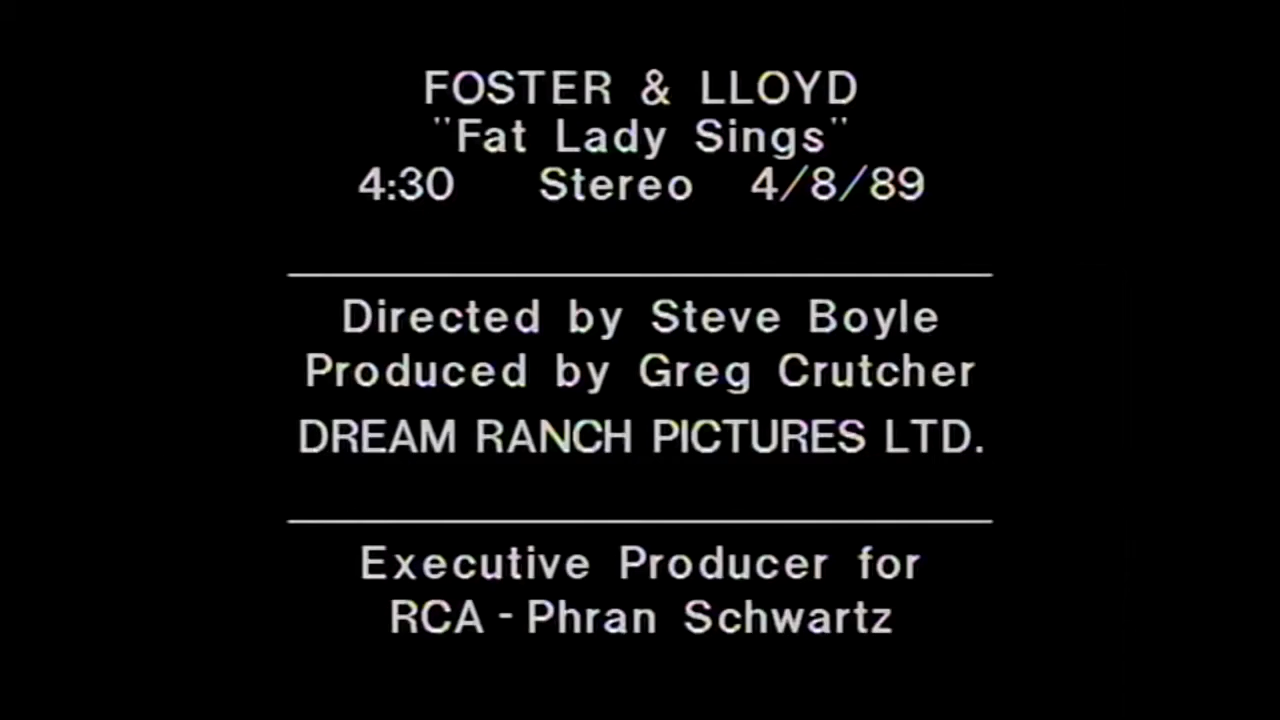 FOSTER & LLOYD
"Fat Lady Sings"
4:30 Stereo 4/8/89
Directed by Steve Boyle
Produced by Greg Crutcher
DREAM RANCH PICTURES LTD.
Executive Producer for
RCA - Phran Schwartz